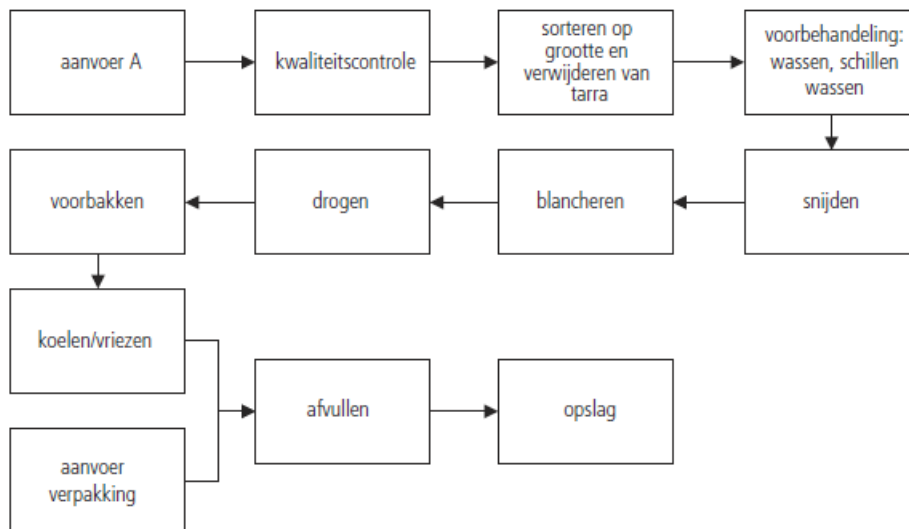 aanvoer A
kwaliteitscontrole
sorteren op
grootte en
verwijderen van
tarra
voorbehandeling:
wassen, schillen
wassen
snijden
blancheren
drogen
voorbakken
koelen/vriezen
aanvoer
verpakking
afvullen
opslag